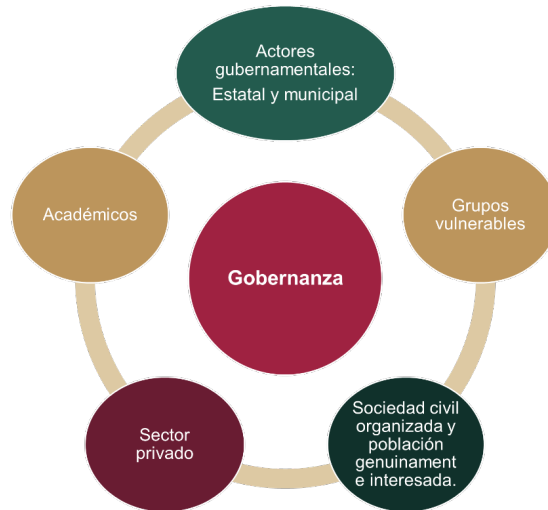 Actores
gubernamentales:
Estatal y municipal
Grupos
vulnerables
Sociedad civil
organizada y
población
genuinament
e interesada.
Sector
privado
Académicos
Gobernanza